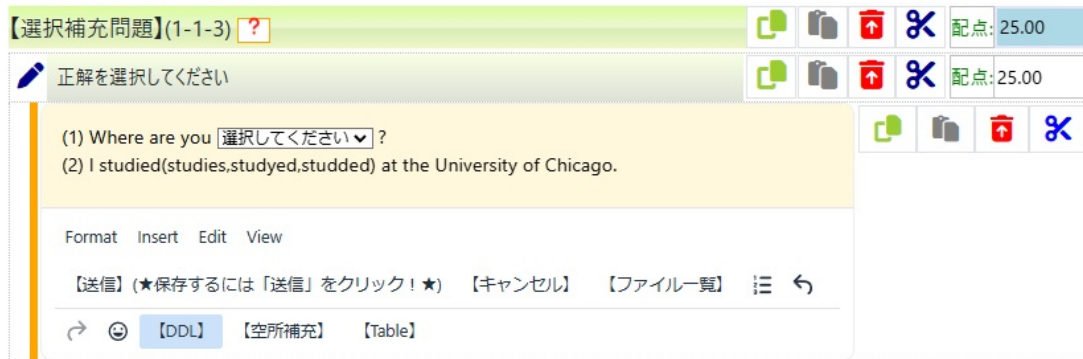 【選択補充問題】(1-1-3) ? 配点: 25.00
正解を選択してください 配点: 25.00
(1) Where are you 選択してください ?
(2) I studied(studies,studyed,studded) at the University of Chicago.
Format Insert Edit View
【送信】(★保存するには「送信」をクリック！★) 【キャンセル】 【ファイル一覧】
【DDL】 【空所補充】 【Table】